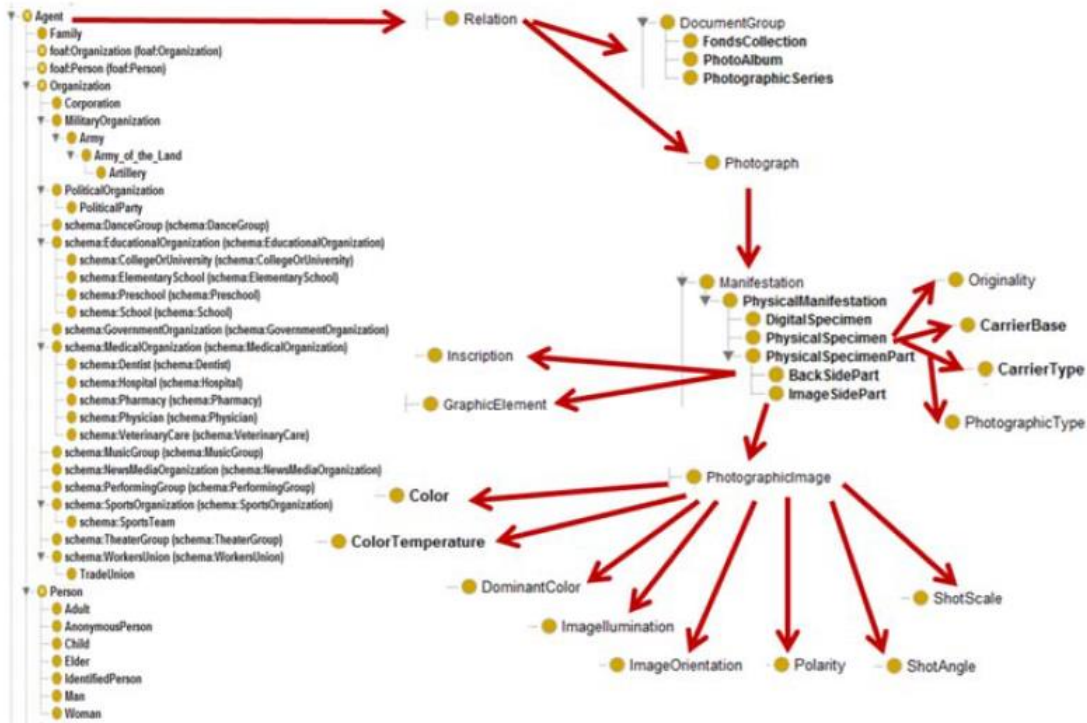 Agent
Family
foaf:Organization (foaf:Organization)
foaf:Person (foaf:Person)
Organization
Corporation
MilitaryOrganization
Army
Army_of_the_Land
Artillery
PoliticalOrganization
PoliticalParty
schema:DanceGroup (schema:DanceGroup)
schema:EducationalOrganization (schema:EducationalOrganization)
schema:CollegeOrUniversity (schema:CollegeOrUniversity)
schema:ElementarySchool (schema:ElementarySchool)
schema:Preschool (schema:Preschool)
schema:School (schema:School)
schema:GovernmentOrganization (schema:GovernmentOrganization)
schema:MedicalOrganization (schema:MedicalOrganization)
schema:Dentist (schema:Dentist)
schema:Hospital (schema:Hospital)
schema:Pharmacy (schema:Pharmacy)
schema:Physician (schema:Physician)
schema:VeterinaryCare (schema:VeterinaryCare)
schema:MusicGroup (schema:MusicGroup)
schema:NewsMediaOrganization (schema:NewsMediaOrganization)
schema:PerformingGroup (schema:PerformingGroup)
schema:SportsOrganization (schema:SportsOrganization)
schema:SportsTeam
schema:TheaterGroup (schema:TheaterGroup)
schema:WorkersUnion (schema:WorkersUnion)
TradeUnion
Person
Adult
AnonymousPerson
Child
Elder
IdentifiedPerson
Man
Woman
Relation
DocumentGroup
FondsCollection
PhotoAlbum
PhotographicSeries
Photograph
Manifestation
PhysicalManifestation
DigitalSpecimen
PhysicalSpecimen
PhysicalSpecimenPart
BackSidePart
ImageSidePart
Originality
CarrierBase
CarrierType
PhotographicType
Inscription
GraphicElement
PhotographicImage
Color
ColorTemperature
DominantColor
ImageIllumination
ImageOrientation
Polarity
ShotAngle
ShotScale